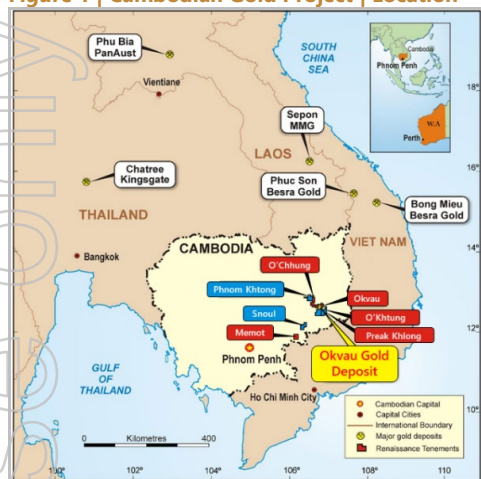 Figure 1 | Cambodian Gold Project | Location
Phu Bia
PanAust
SOUTH
CHINA
SEA
Cambodia
Phnom Penh
W.A
Perth
Vientiane
18°
Sepon
MMG
LAOS
16°
Chatree
Kingsgate
Phuc Son
Besra Gold
Bong Mieu
Besra Gold
THAILAND
VIET NAM
14°
Bangkok
CAMBODIA
O'Chhung
Phnom Khtong
Okvau
Snoul
O'Khtung
Memot
Preak Khlong
12°
Phnom Penh
Okvau Gold
Deposit
GULF
OF
THAILAND
Ho Chi Minh City
Cambodian Capital
Capital Cities
International Boundary
Major gold deposits
Renaissance Tenements
0 Kilometres 400
100° 102° 104° 106° 108° 110°